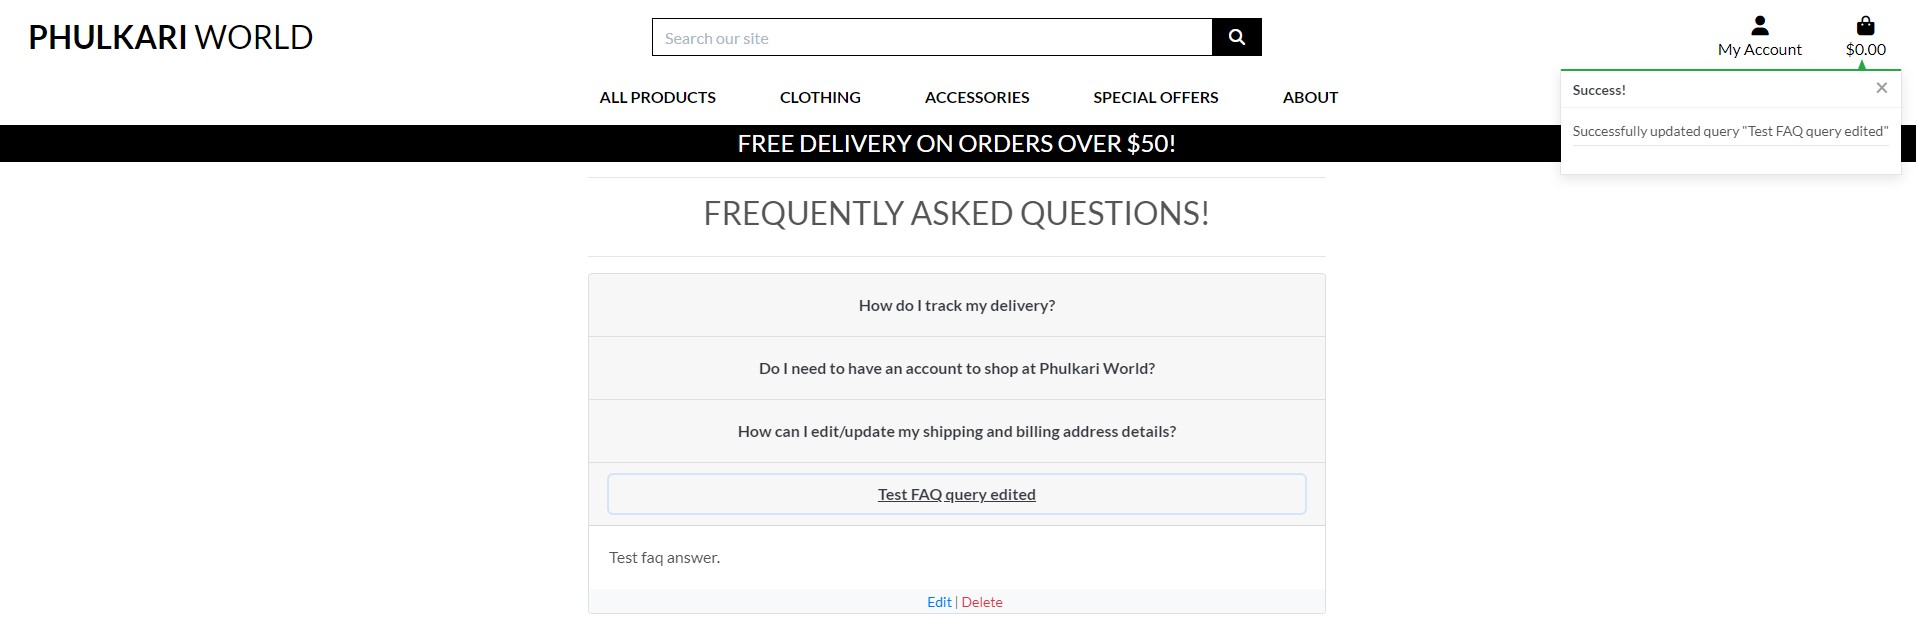 PHULKARI WORLD
Search our site
My Account
$0.00
ALL PRODUCTS
CLOTHING
ACCESSORIES
SPECIAL OFFERS
ABOUT
Success!
×
Successfully updated query "Test FAQ query edited"
FREE DELIVERY ON ORDERS OVER $50!
FREQUENTLY ASKED QUESTIONS!
How do I track my delivery?
Do I need to have an account to shop at Phulkari World?
How can I edit/update my shipping and billing address details?
Test FAQ query edited
Test faq answer.
Edit | Delete